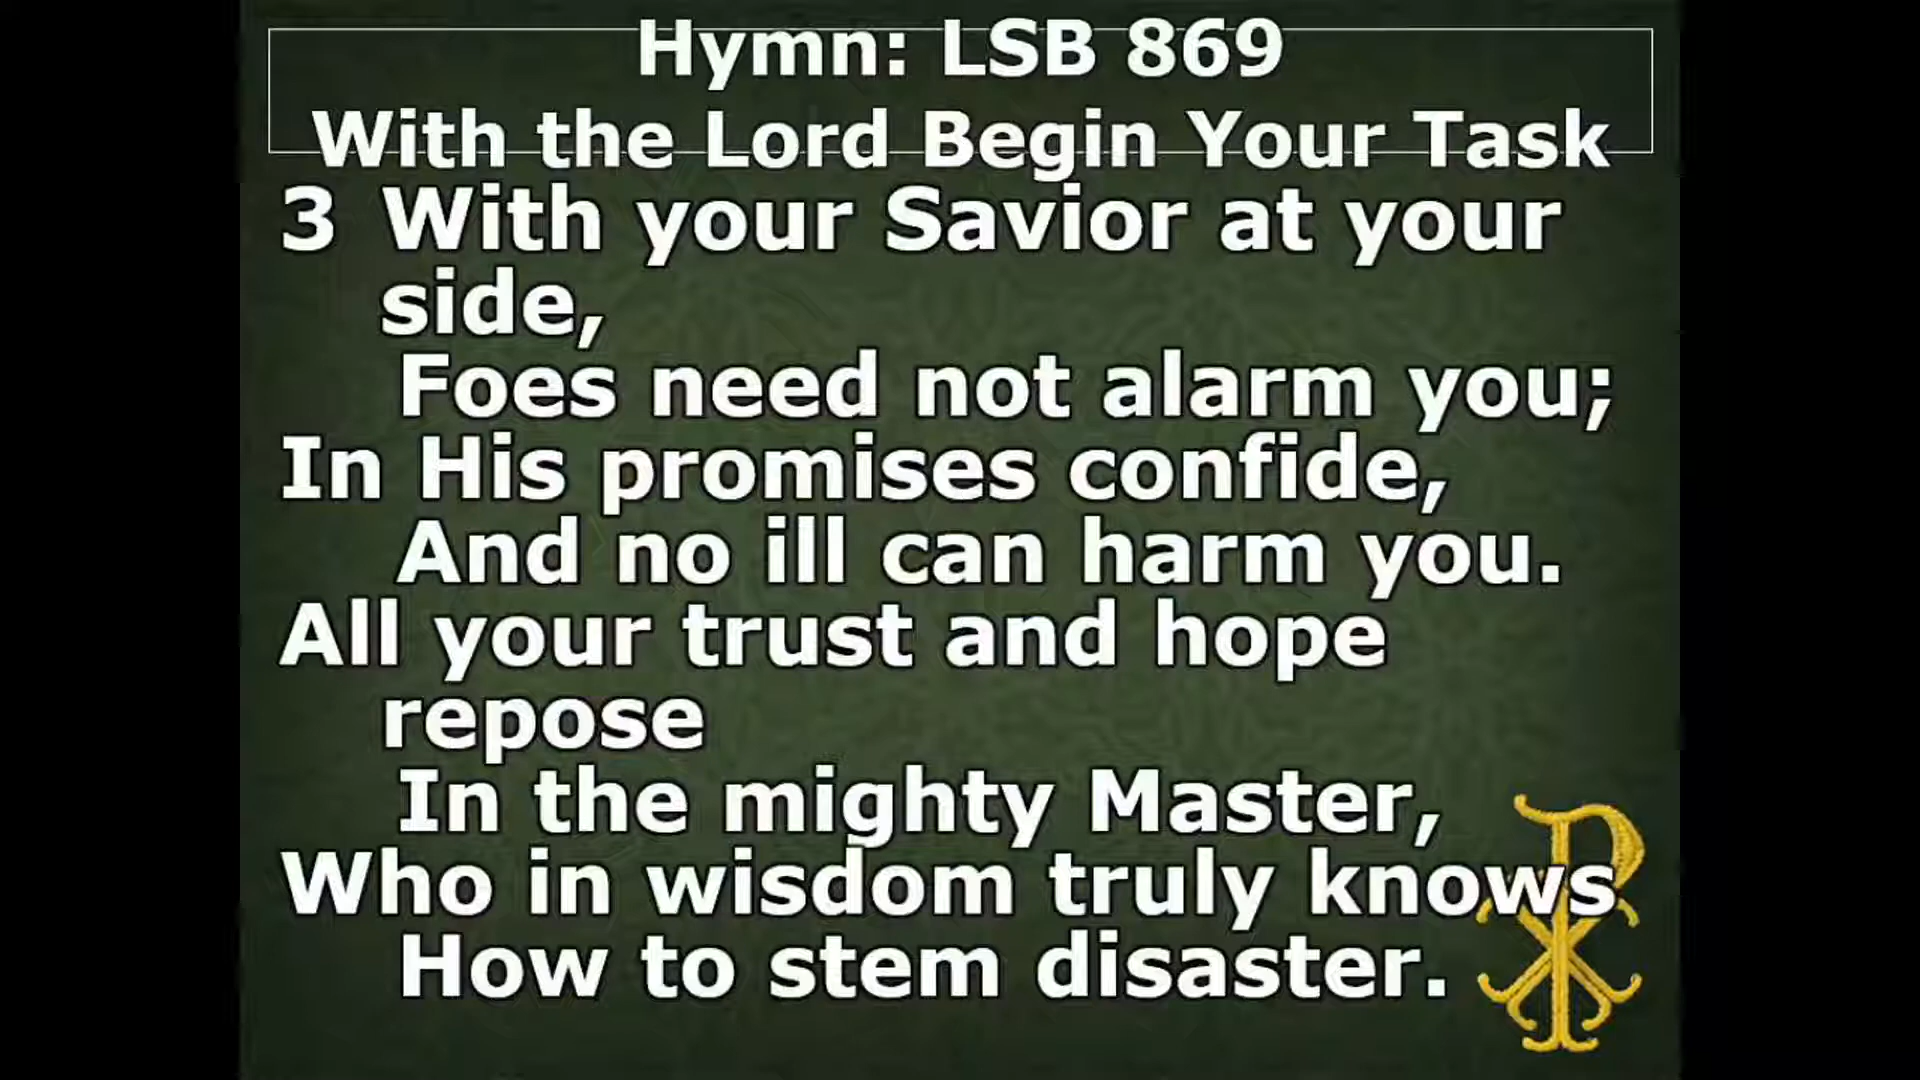 Hymn: LSB 869
With the Lord Begin Your Task
3 With your Savior at your
side,
Foes need not alarm you;
In His promises confide,
And no ill can harm you.
All your trust and hope
repose
In the mighty Master,
Who in wisdom truly knows
How to stem disaster.